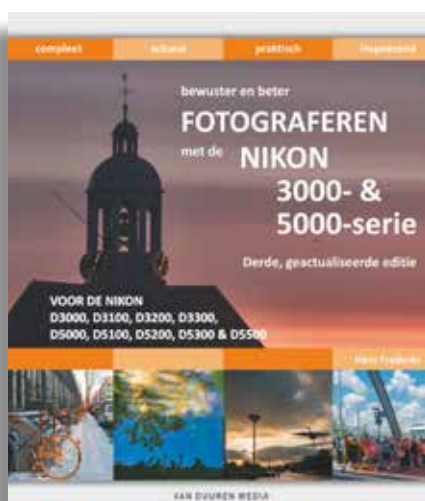 compleet actueel praktisch inspirerend
bewuster en beter
FOTOGRAFEREN
met de NIKON
3000- &
5000-serie
Derde, geactualiseerde editie
VOOR DE NIKON
D3000, D3100, D3200, D3300,
D5000, D5100, D5200, D5300 & D5500
Hans Frederiks
VAN DUUREN MEDIA